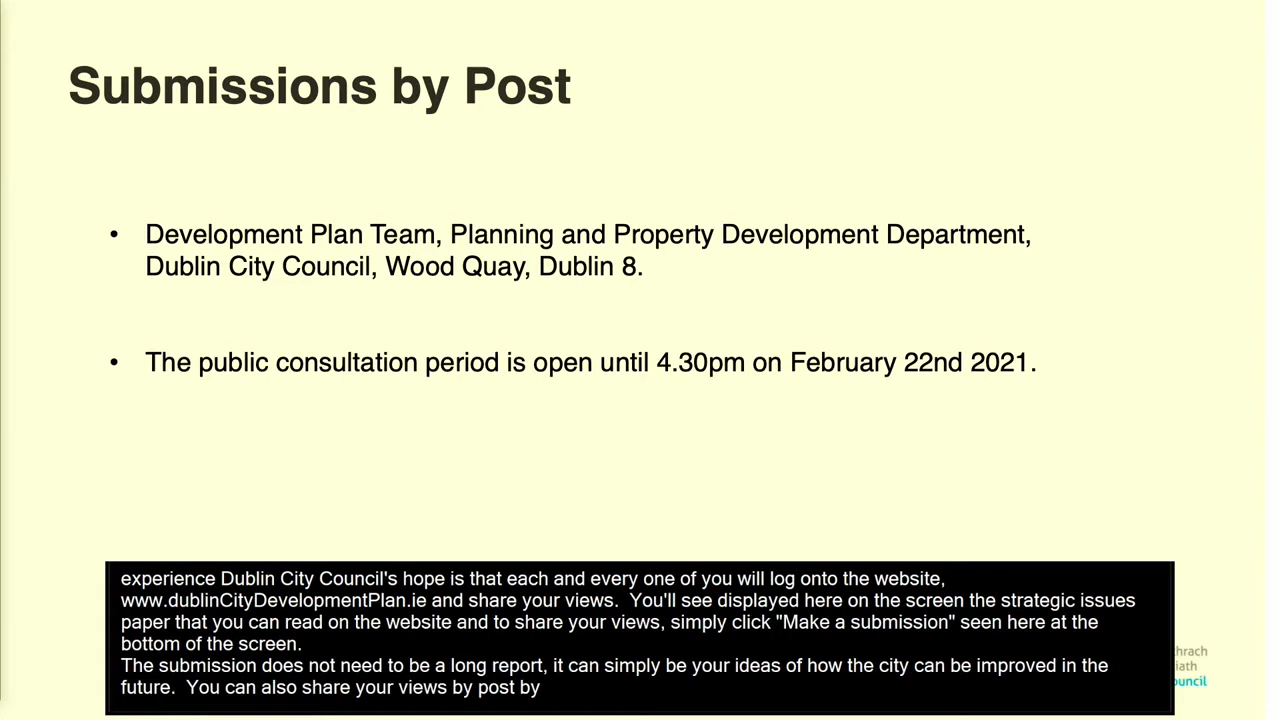 Submissions by Post
• Development Plan Team, Planning and Property Development Department,
Dublin City Council, Wood Quay, Dublin 8.
• The public consultation period is open until 4.30pm on February 22nd 2021.
experience Dublin City Council's hope is that each and every one of you will log onto the website,
www.dublinCityDevelopmentPlan.ie and share your views.  You'll see displayed here on the screen the strategic issues
paper that you can read on the website and to share your views, simply click "Make a submission" seen here at the
bottom of the screen.
The submission does not need to be a long report, it can simply be your ideas of how the city can be improved in the
future.  You can also share your views by post by